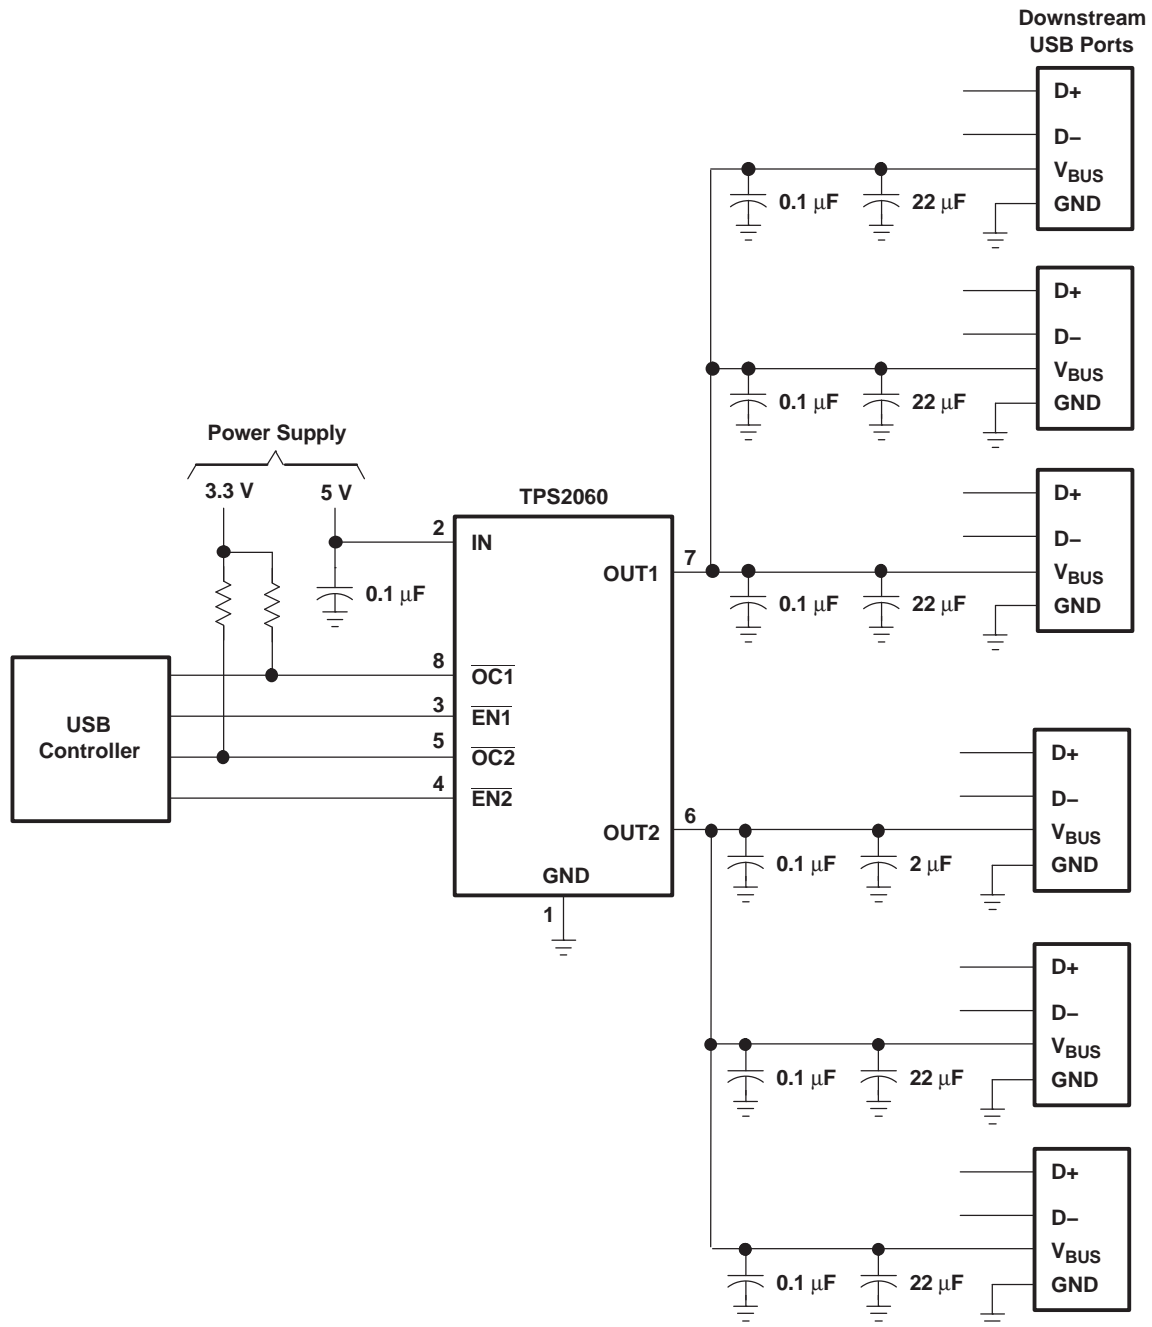 Downstream
USB Ports
D+
D–
VBUS
GND
0.1 μF
22 μF
D+
D–
VBUS
GND
0.1 μF
22 μF
Power Supply
3.3 V
5 V
0.1 μF
TPS2060
2
IN
OUT1
7
8
OC1
3
EN1
5
OC2
4
EN2
OUT2
6
GND
1
USB
Controller
D+
D–
VBUS
GND
0.1 μF
22 μF
D+
D–
VBUS
GND
0.1 μF
2 μF
D+
D–
VBUS
GND
0.1 μF
22 μF
D+
D–
VBUS
GND
0.1 μF
22 μF